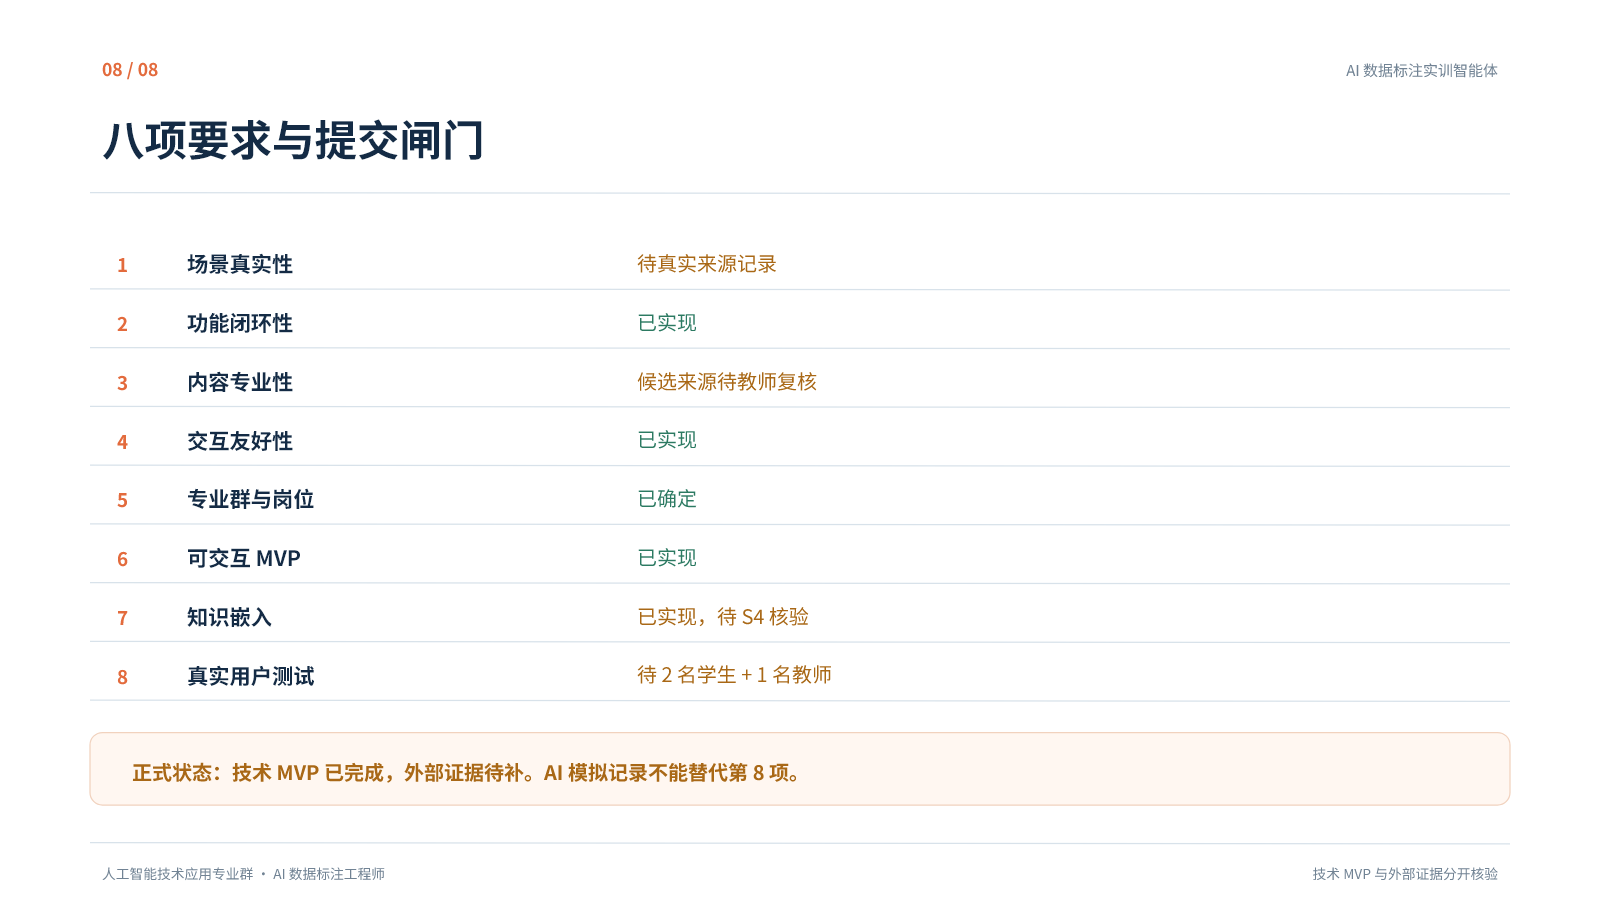 08 / 08
AI 数据标注实训智能体
八项要求与提交闸门
1 场景真实性 待真实来源记录
2 功能闭环性 已实现
3 内容专业性 候选来源待教师复核
4 交互友好性 已实现
5 专业群与岗位 已确定
6 可交互 MVP 已实现
7 知识嵌入 已实现，待 S4 核验
8 真实用户测试 待 2 名学生 + 1 名教师
正式状态：技术 MVP 已完成，外部证据待补。AI 模拟记录不能替代第 8 项。
人工智能技术应用专业群 · AI 数据标注工程师
技术 MVP 与外部证据分开核验